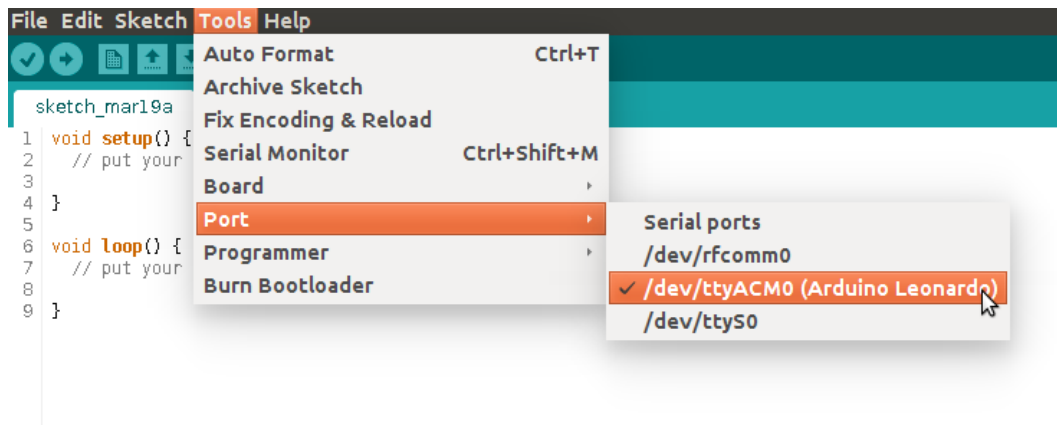 File Edit Sketch Tools Help
Auto Format Ctrl+T
Archive Sketch
Fix Encoding & Reload
Serial Monitor Ctrl+Shift+M
Board
Port
Programmer
Burn Bootloader
Serial ports
/dev/rfcomm0
/dev/ttyACM0 (Arduino Leonardo)
/dev/ttyS0
sketch_mar19a
1 void setup() {
2 // put your
3
4 }
5
6 void loop() {
7 // put your
8
9 }